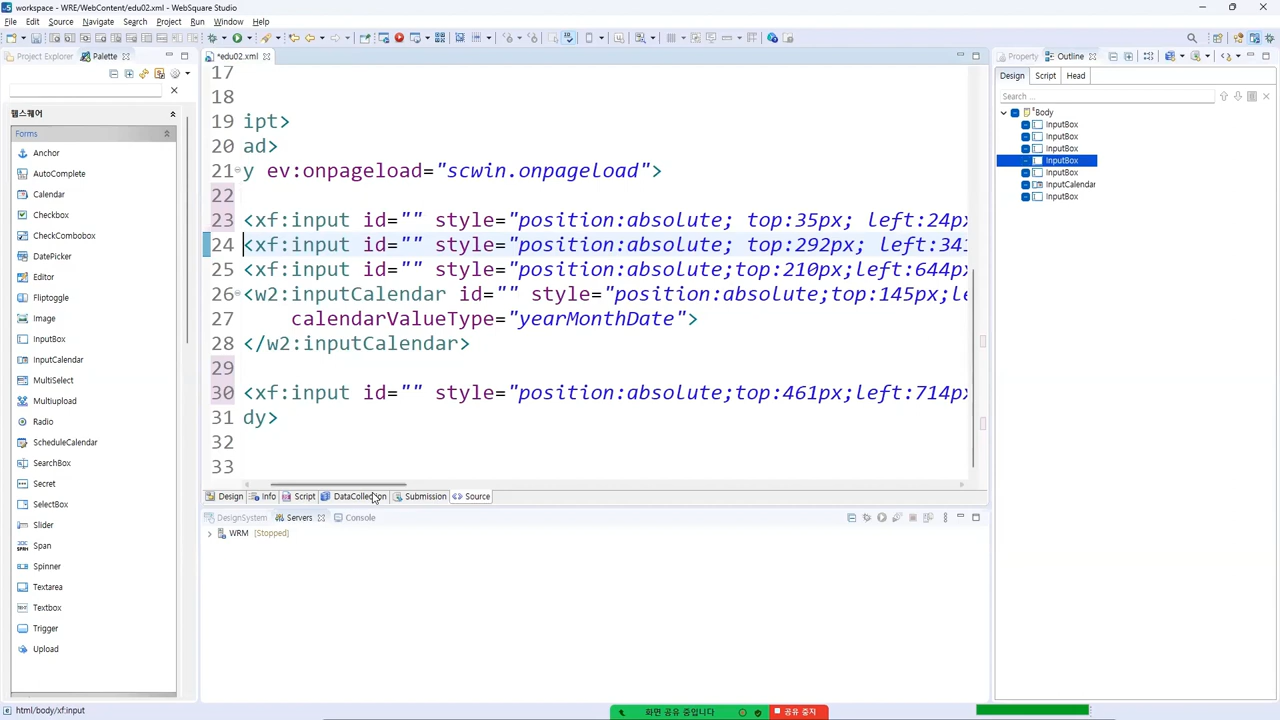 workspace - WRE/WebContent/edu02.xml - WebSquare Studio
File Edit Source Navigate Search Project Run Window Help
Project Explorer
Palette
*edu02.xml
Property
Outline
Design Script Head
Search ...
웹스퀘어
Forms
Anchor
AutoComplete
Calendar
Checkbox
CheckCombobox
DatePicker
Editor
Fliptoggle
Image
InputBox
InputCalendar
MultiSelect
Multiupload
Radio
ScheduleCalendar
SearchBox
Secret
SelectBox
Slider
Span
Spinner
Textarea
Textbox
Trigger
Upload
17
18
19 ipt>
20 ad>
21 y ev:onpageload="scwin.onpageload">
22
23 <xf:input id="" style="position:absolute; top:35px; left:24px
24 <xf:input id="" style="position:absolute; top:292px; left:341
25 <xf:input id="" style="position:absolute;top:210px;left:644px
26 <w2:inputCalendar id="" style="position:absolute;top:145px;le
27 calendarValueType="yearMonthDate">
28 </w2:inputCalendar>
29
30 <xf:input id="" style="position:absolute;top:461px;left:714px
31 dy>
32
33
Body
InputBox
InputBox
InputBox
InputBox
InputBox
InputCalendar
InputBox
Design Info Script DataCollection Submission Source
DesignSystem Servers Console
WRM [Stopped]
html/body/xf:input
화면 공유 중입니다
공유 중지